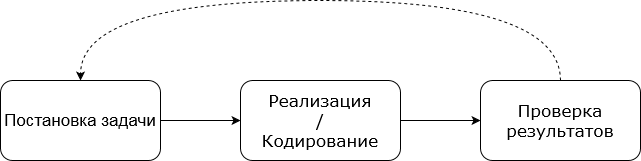 Постановка задачи
Реализация
/
Кодирование
Проверка
результатов